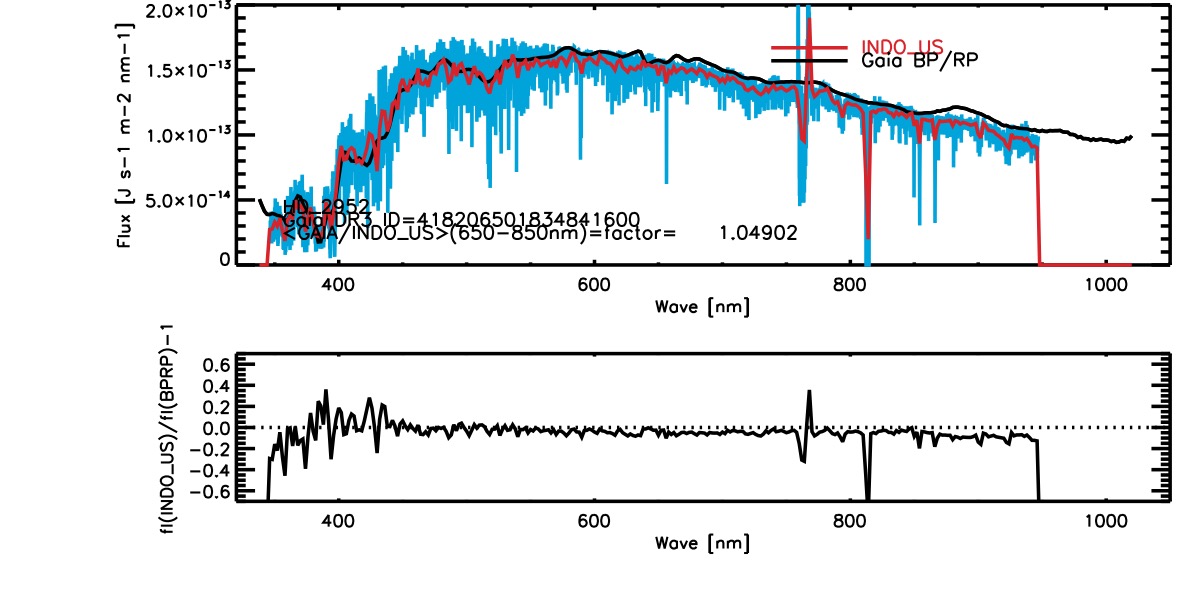 2.0×10−13
1.5×10−13
1.0×10−13
5.0×10−14
0
Flux [J s−1 m−2 nm−1]
INDO_US
Gaia BP/RP
HD_2952
Gaia DR3 ID=418206501834841600
<GAIA/INDO_US>(650−850nm)=factor= 1.04902
400 600 800 1000
Wave [nm]
fl(INDO_US)/fl(BPRP)−1
0.6
0.4
0.2
0.0
−0.2
−0.4
−0.6
400 600 800 1000
Wave [nm]